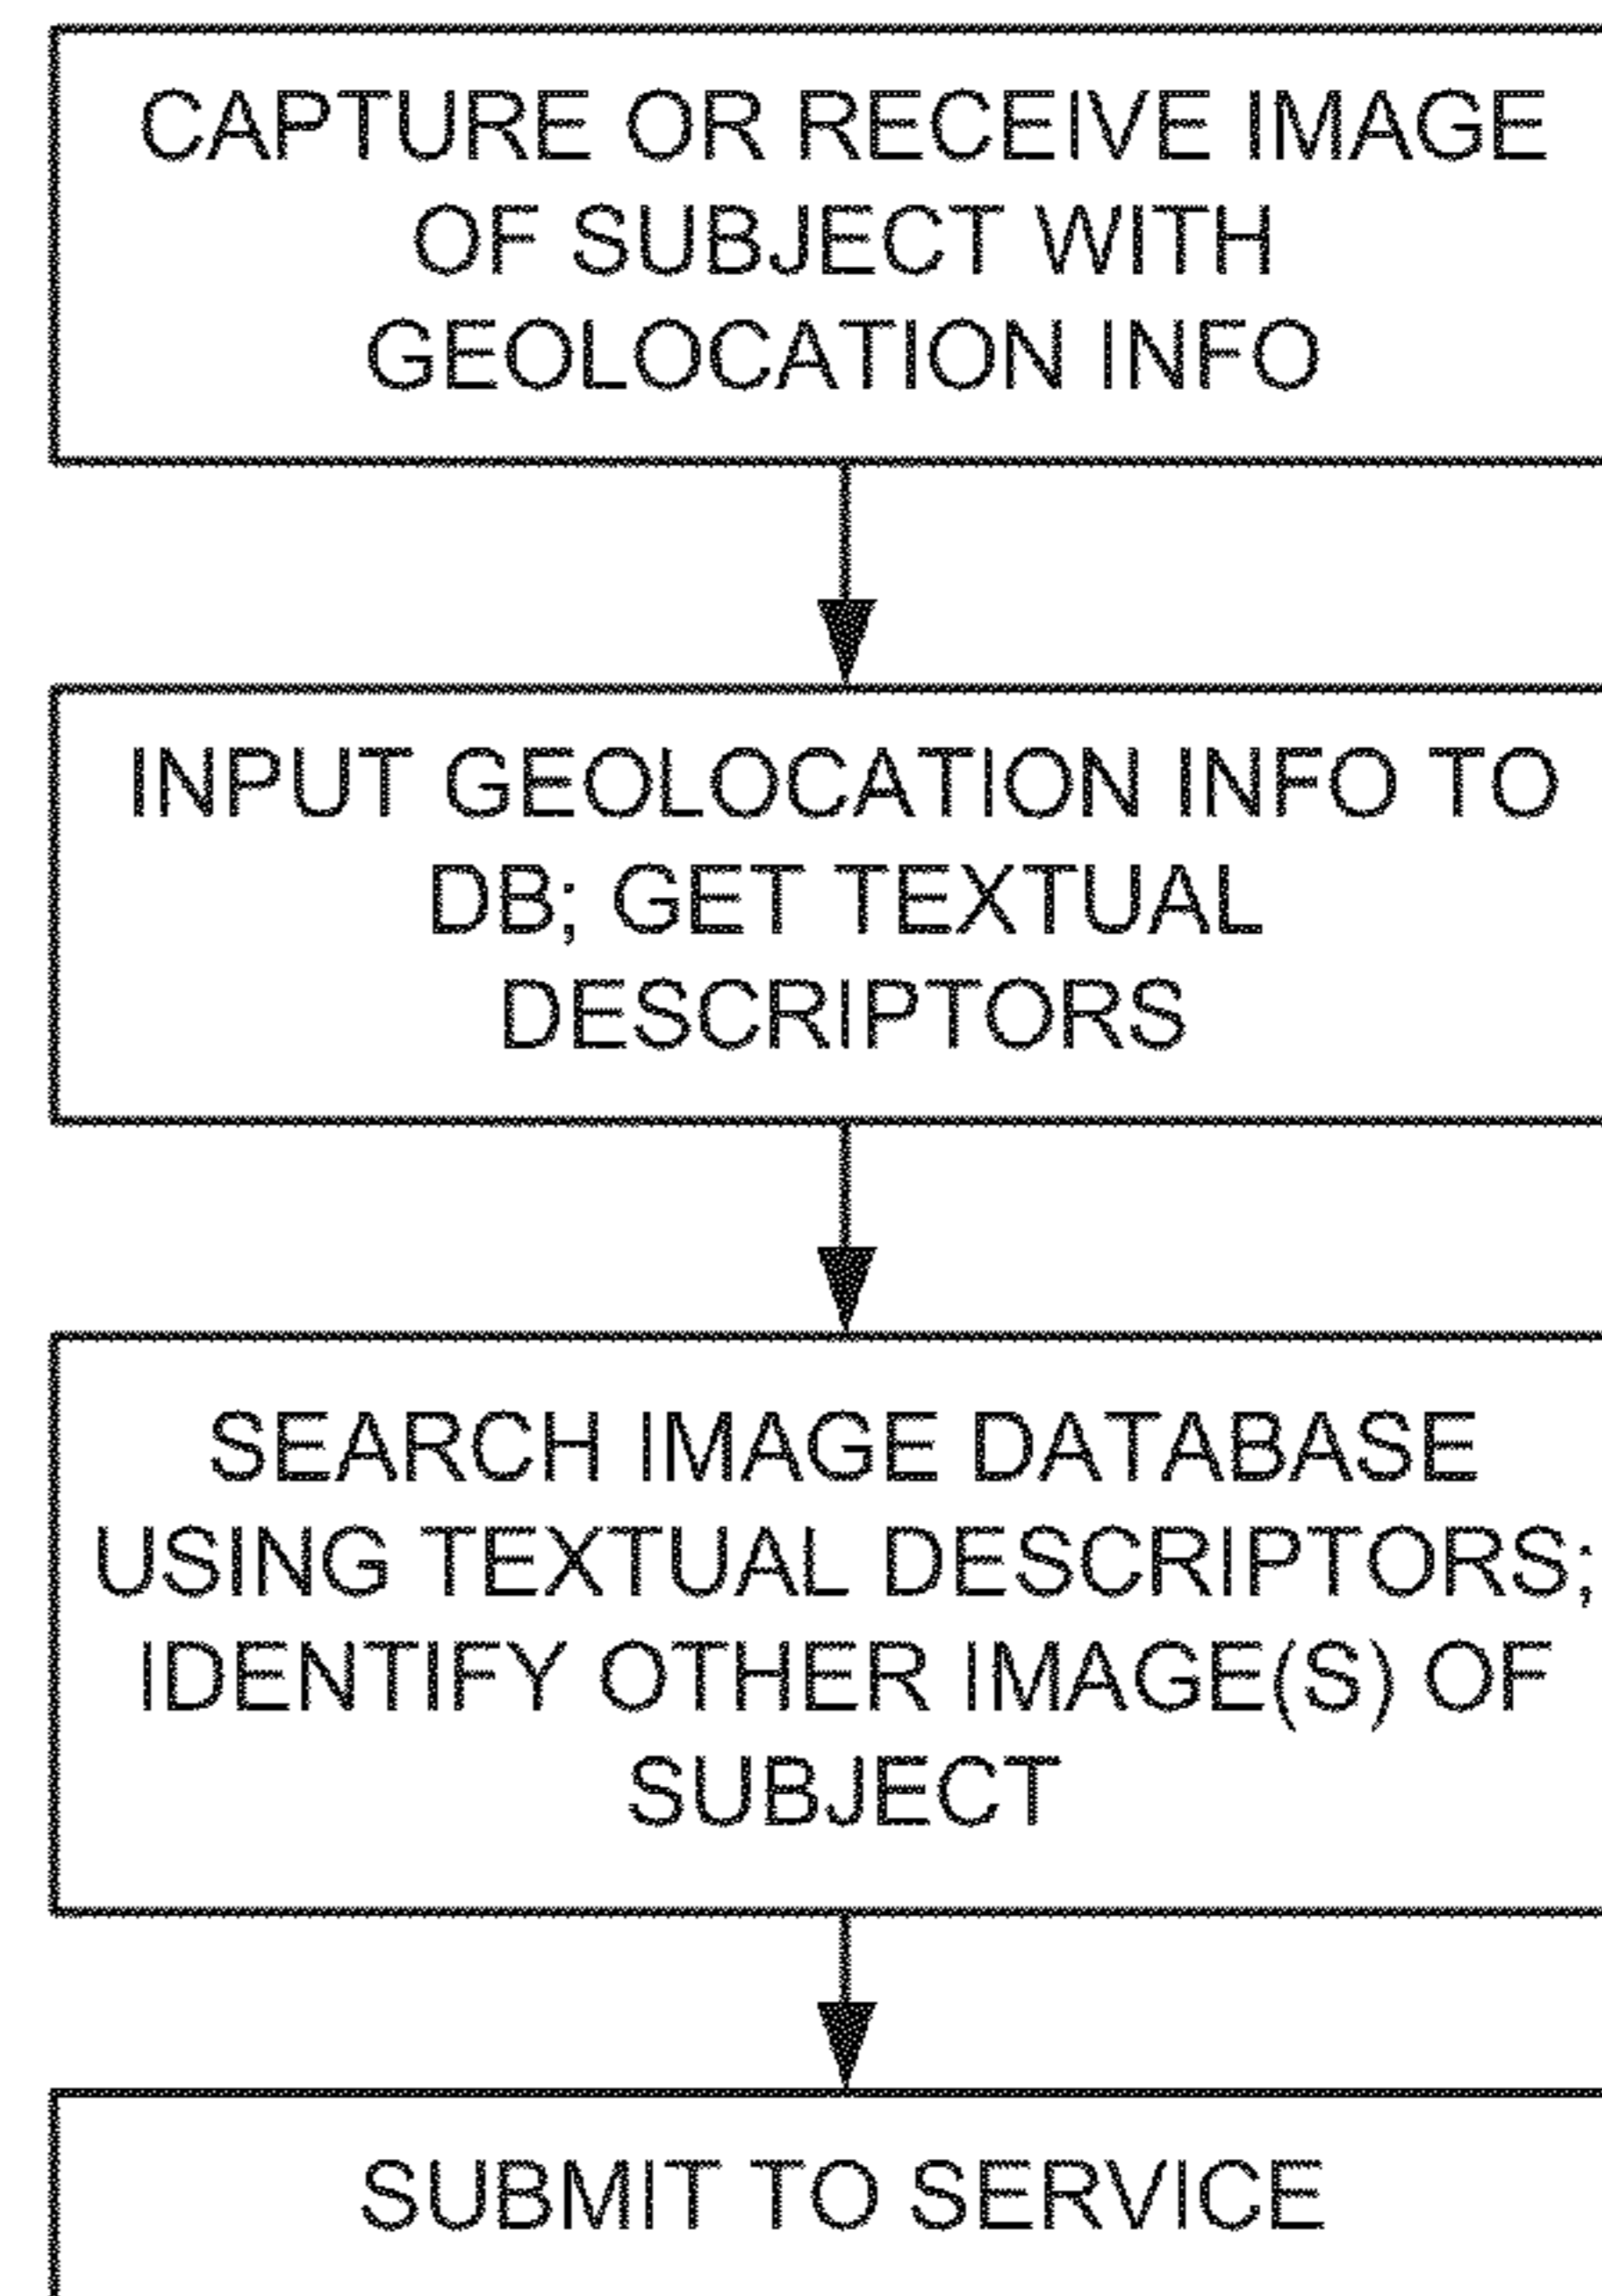 CAPTURE OR RECEIVE IMAGE
OF SUBJECT WITH
GEOLOCATION INFO
INPUT GEOLOCATION INFO TO
DB; GET TEXTUAL
DESCRIPTORS
SEARCH IMAGE DATABASE
USING TEXTUAL DESCRIPTORS;
IDENTIFY OTHER IMAGE(S) OF
SUBJECT
SUBMIT TO SERVICE